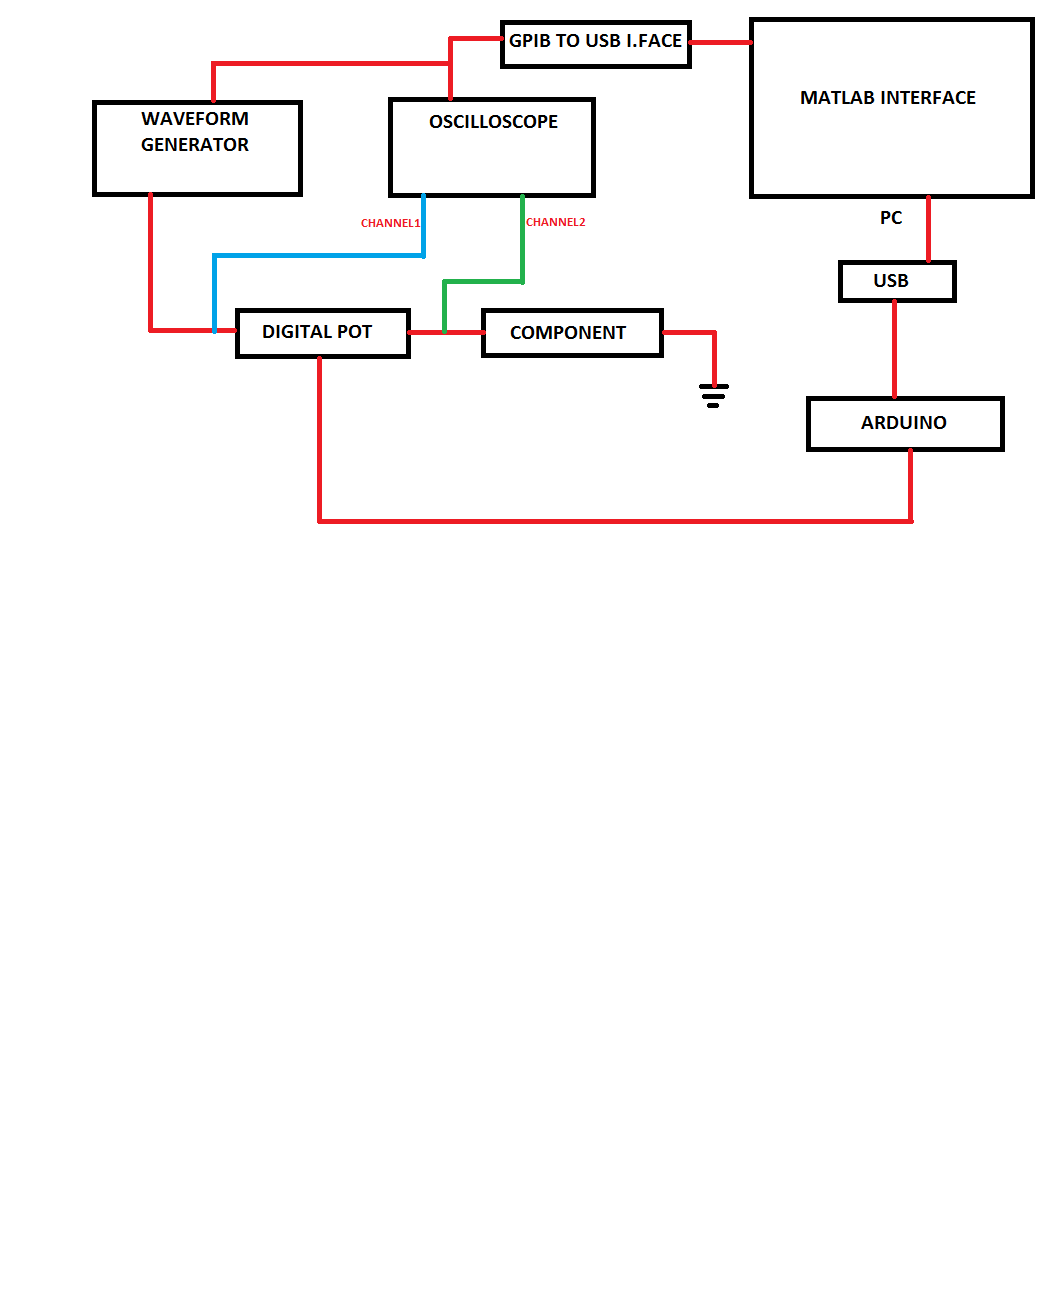 GPIB TO USB I.FACE
MATLAB INTERFACE
WAVEFORM
GENERATOR
OSCILLOSCOPE
PC
CHANNEL1
CHANNEL2
USB
DIGITAL POT
COMPONENT
ARDUINO